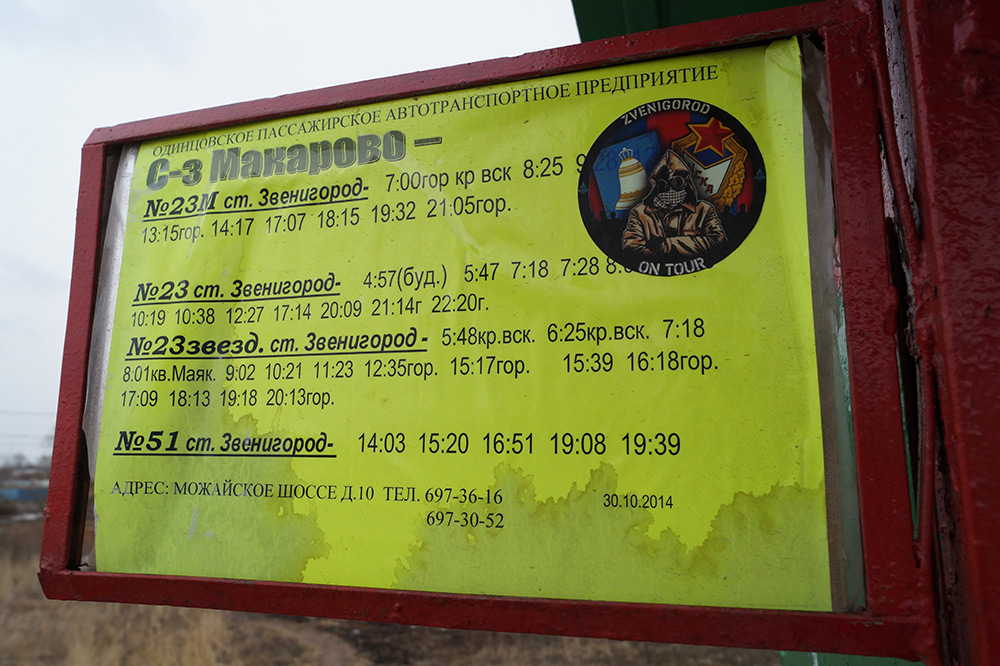 ОДИНЦОВСКОЕ ПАССАЖИРСКОЕ АВТОТРАНСПОРТНОЕ ПРЕДПРИЯТИЕ
С-з Макарово –
№23М ст. Звенигород- 7:00гор кр вск 8:25
13:15гор. 14:17 17:07 18:15 19:32 21:05гор.
ZVENIGOROD
ON TOUR
№23 ст. Звенигород- 4:57(буд.) 5:47 7:18 7:28
10:19 10:38 12:27 17:14 20:09 21:14г 22:20г.
№23звезд. ст. Звенигород - 5:48кр.вск. 6:25кр.вск. 7:18
8:01кв.Маяк. 9:02 10:21 11:23 12:35гор. 15:17гор. 15:39 16:18гор.
17:09 18:13 19:18 20:13гор.
№51 ст. Звенигород- 14:03 15:20 16:51 19:08 19:39
АДРЕС: МОЖАЙСКОЕ ШОССЕ Д.10 ТЕЛ. 697-36-16 30.10.2014
697-30-52